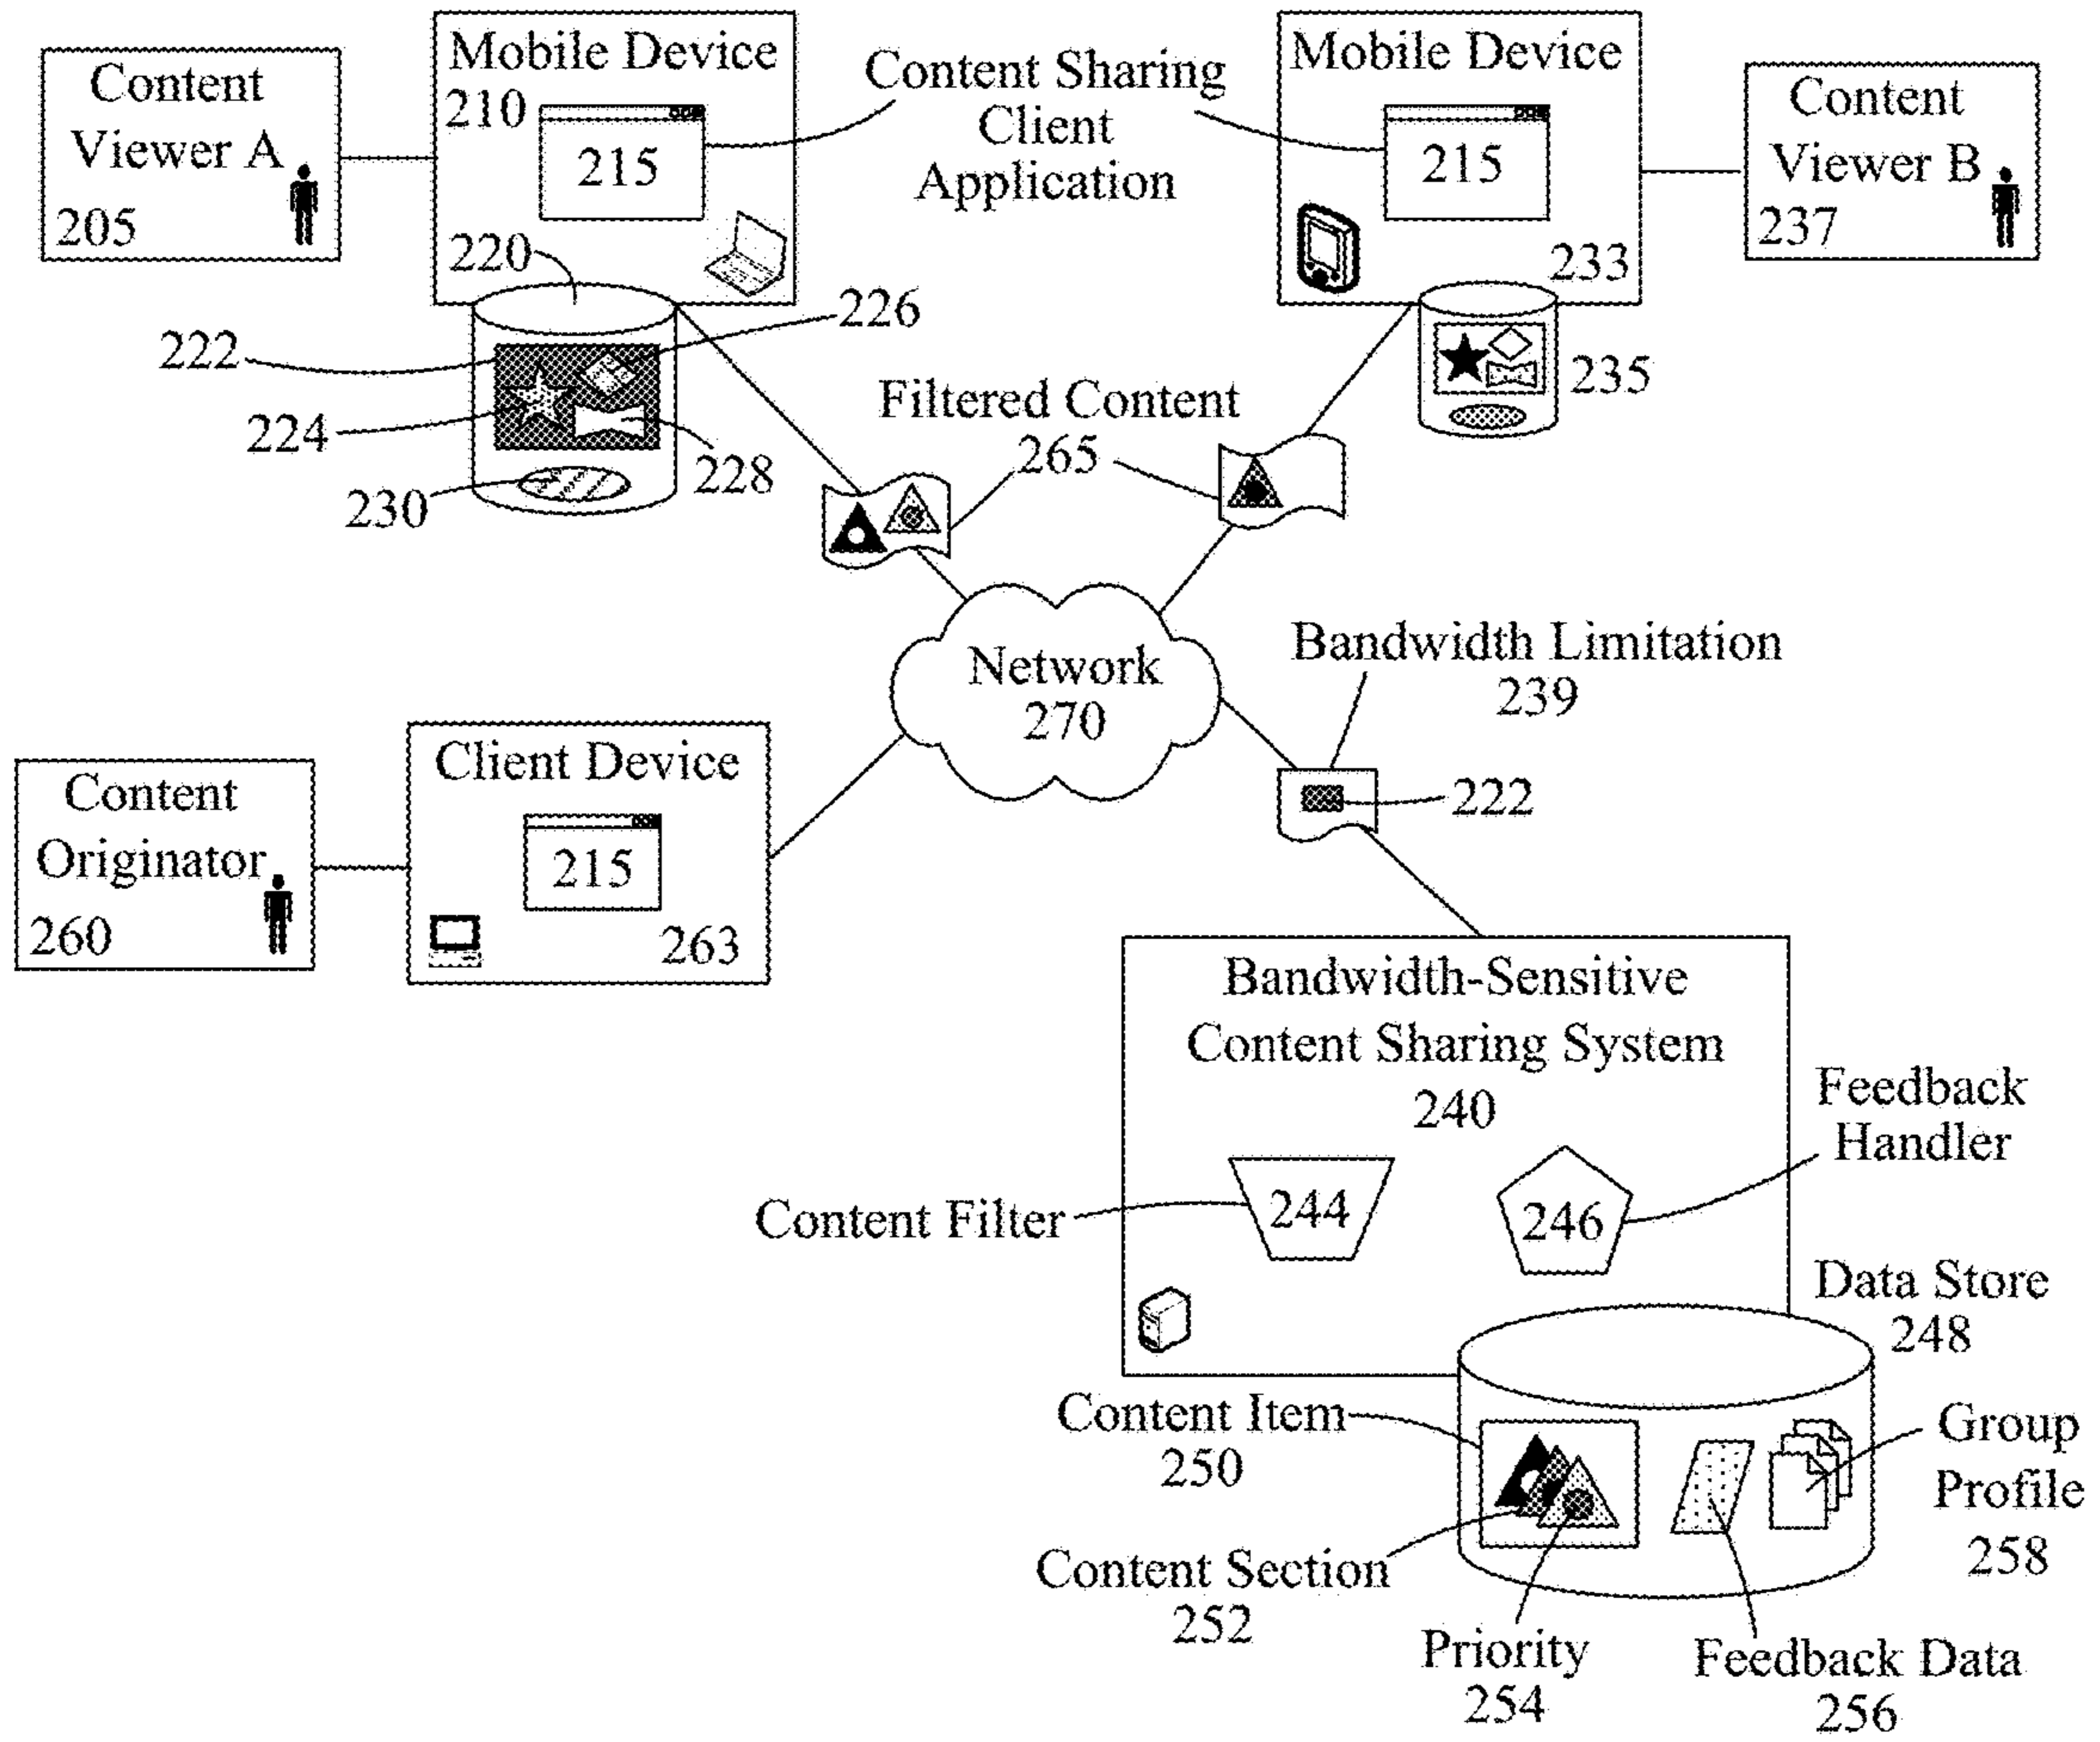 Content
Viewer A
205
Mobile Device
210
215
Content Sharing
Client
Application
Mobile Device
215
233
Content
Viewer B
237
220
222
224
226
228
230
235
Filtered Content
265
Network
270
Bandwidth Limitation
239
222
Content
Originator
260
Client Device
215
263
Bandwidth-Sensitive
Content Sharing System
240
Content Filter
244
246
Feedback
Handler
Data Store
248
Content Item
250
Content Section
252
Priority
254
Feedback Data
256
Group
Profile
258